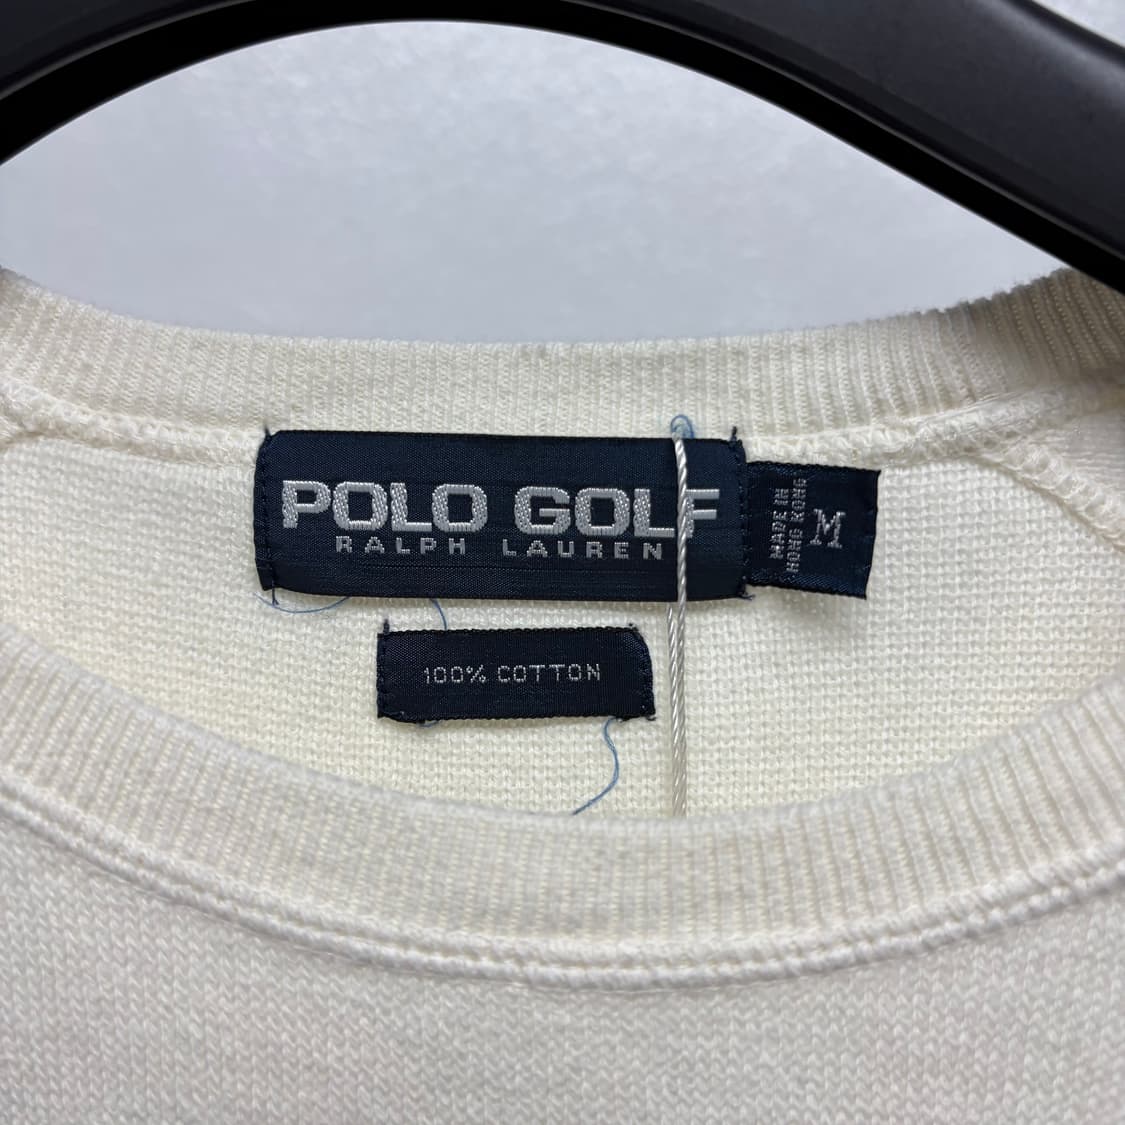 POLO GOLF
RALPH LAUREN
MADE IN
HONG KONG
M
100% COTTON